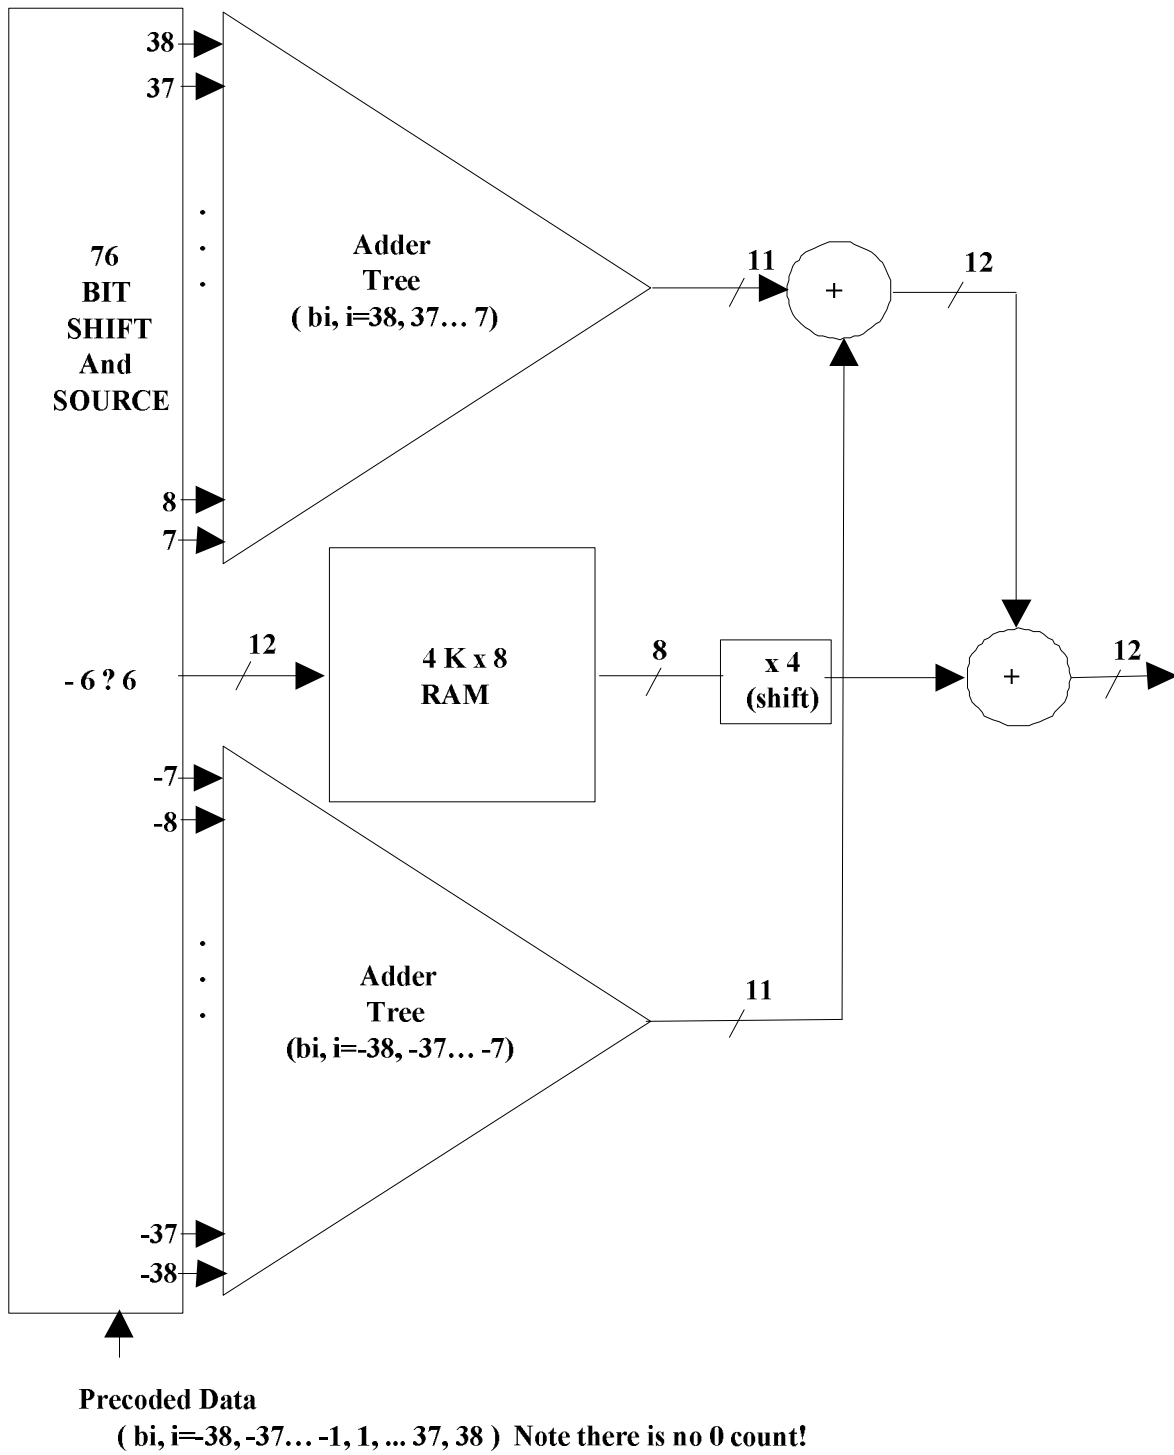 38
37
.
.
.
76
BIT
SHIFT
And
SOURCE
Adder
Tree
( bi, i=38, 37... 7)
11
+
12
8
7
- 6 ? 6
12
4 K x 8
RAM
8
x 4
(shift)
+
12
-7
-8
.
.
.
Adder
Tree
(bi, i=-38, -37... -7)
11
-37
-38
Precoded Data
( bi, i=-38, -37... -1, 1, ... 37, 38 ) Note there is no 0 count!